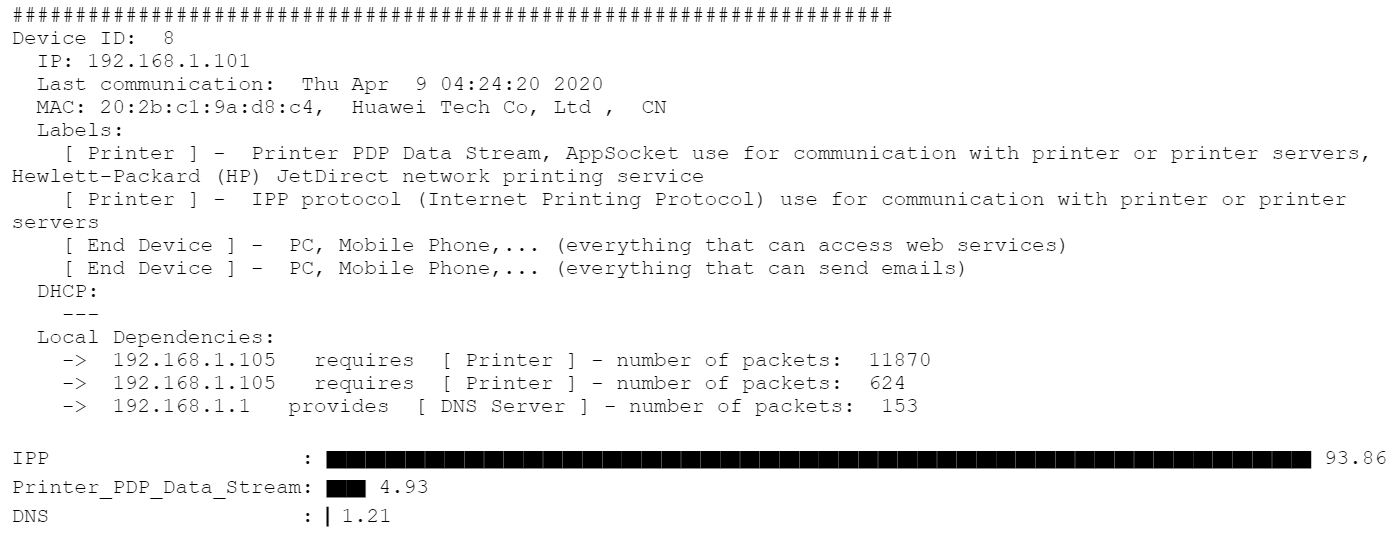 ######################################################################
Device ID:  8
  IP: 192.168.1.101
  Last communication:  Thu Apr  9 04:24:20 2020
  MAC: 20:2b:c1:9a:d8:c4,  Huawei Tech Co, Ltd ,  CN
  Labels:
    [ Printer ] -  Printer PDP Data Stream, AppSocket use for communication with printer or printer servers,
Hewlett-Packard (HP) JetDirect network printing service
    [ Printer ] -  IPP protocol (Internet Printing Protocol) use for communication with printer or printer
servers
    [ End Device ] -  PC, Mobile Phone,... (everything that can access web services)
    [ End Device ] -  PC, Mobile Phone,... (everything that can send emails)
  DHCP:
    ---
  Local Dependencies:
    ->  192.168.1.105   requires  [ Printer ] - number of packets:  11870
    ->  192.168.1.105   requires  [ Printer ] - number of packets:  624
    ->  192.168.1.1   provides  [ DNS Server ] - number of packets:  153
IPP                    : 93.86
Printer_PDP_Data_Stream: 4.93
DNS                    : 1.21